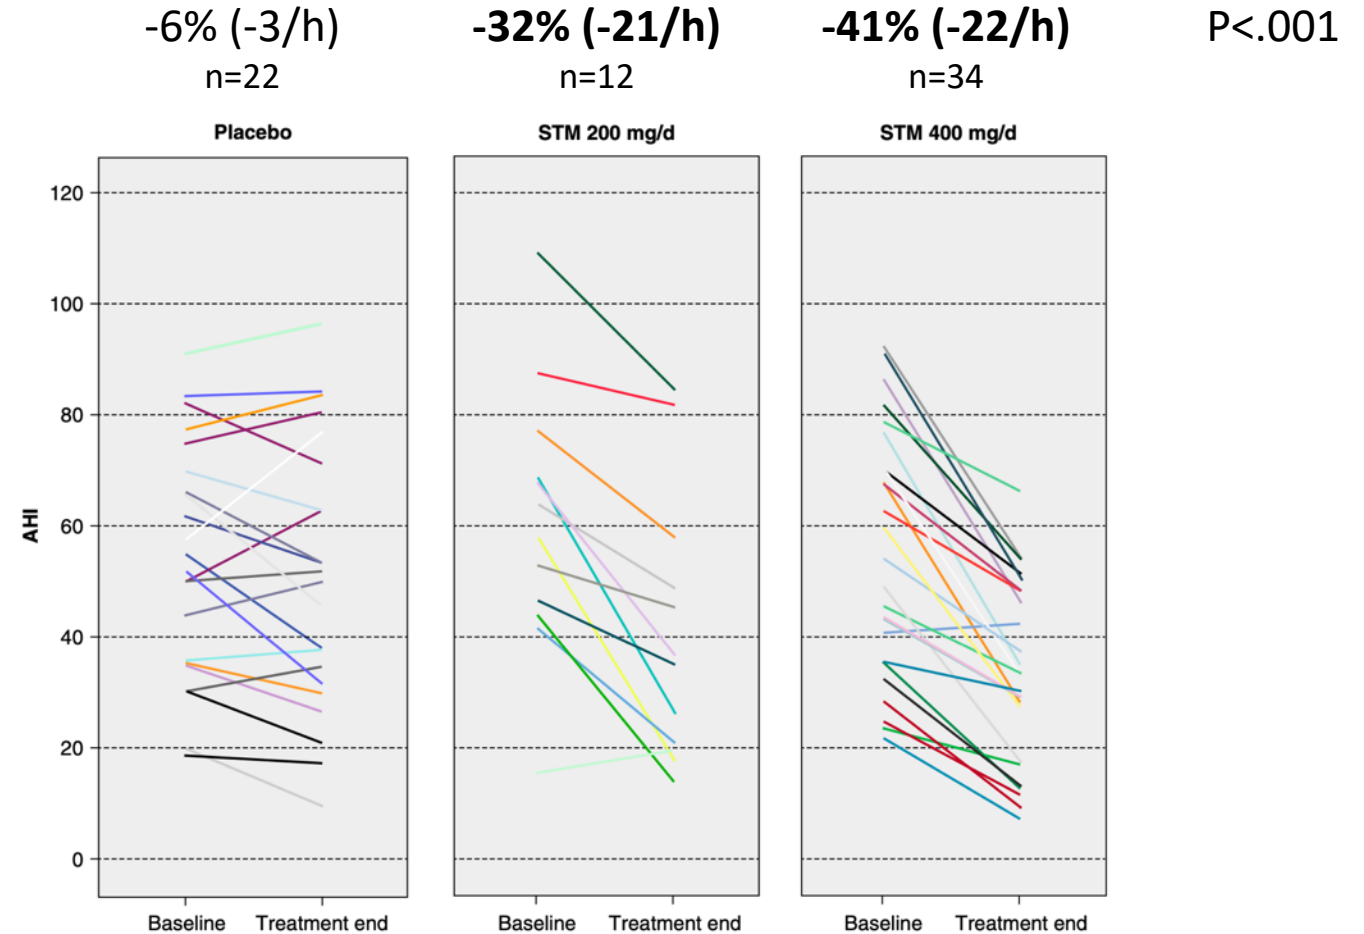 -6% (-3/h) -32% (-21/h) -41% (-22/h) P<.001
n=22 n=12 n=34
Placebo STM 200 mg/d STM 400 mg/d
120
100
80
60
40
20
0
AHI
Baseline Treatment end Baseline Treatment end Baseline Treatment end